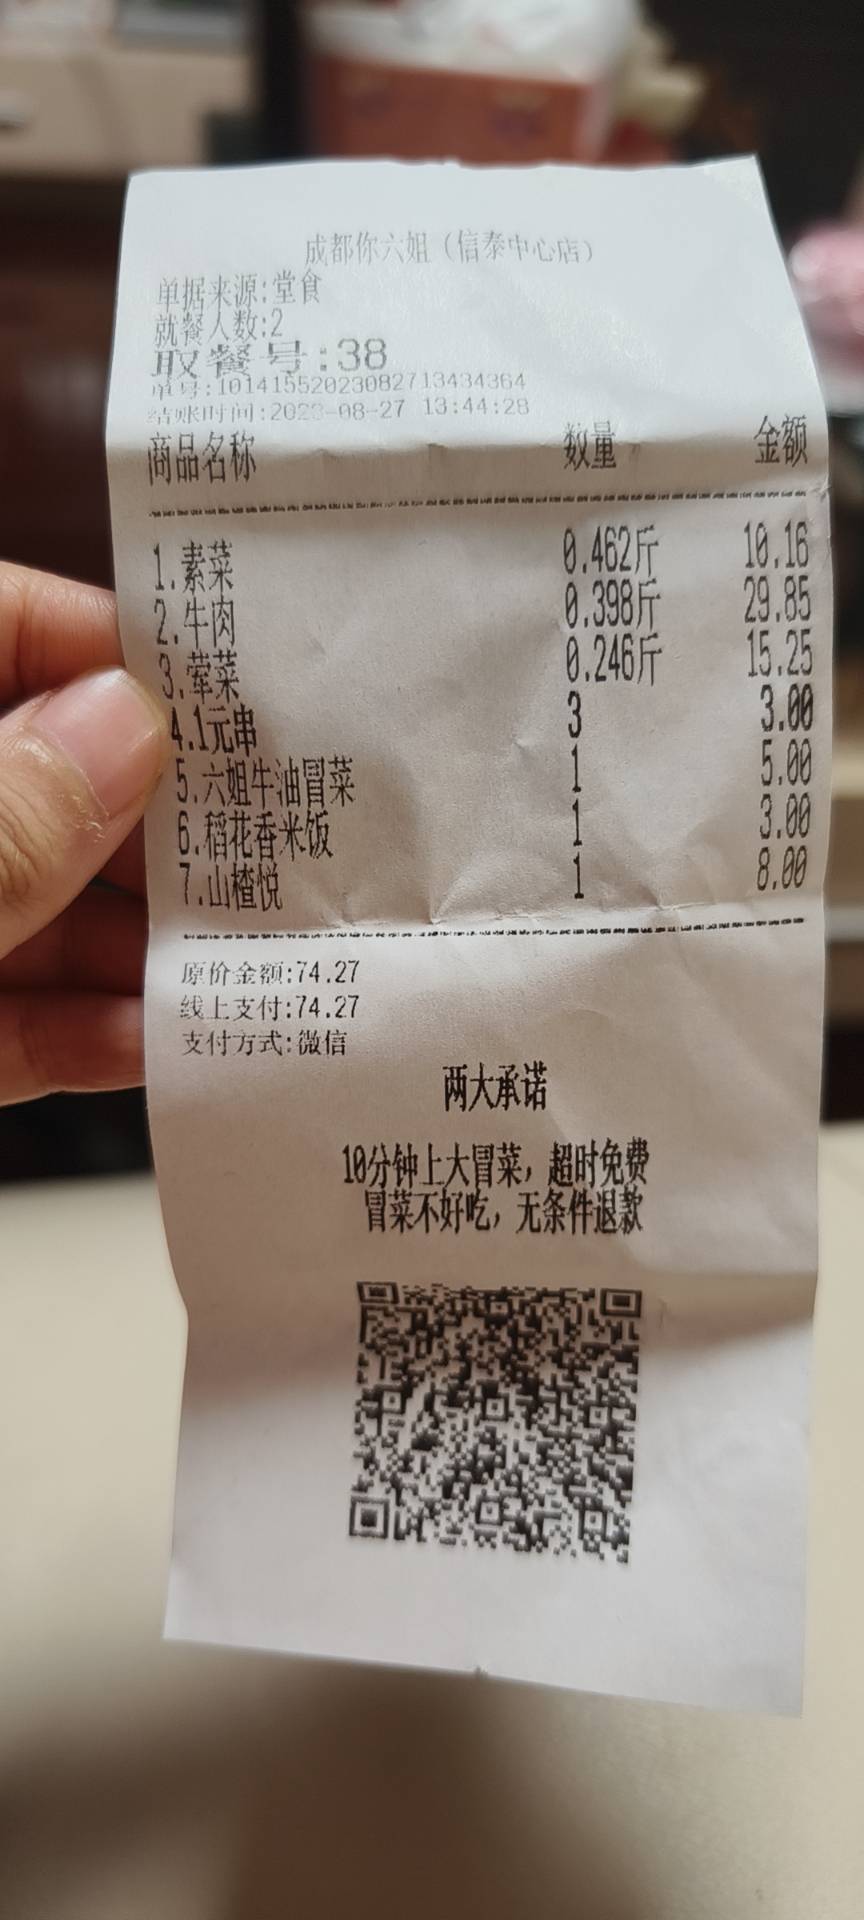 成都你六姐（信泰中心店）
单据来源:堂食
就餐人数:2
取餐号:38
单号:10141552023082713434364
结账时间:2023-08-27 13:44:28
商品名称 数量 金额
1.素菜 0.462斤 10.16
2.牛肉 0.398斤 29.85
3.荤菜 0.246斤 15.25
4.1元串 3 3.00
5.六姐牛油冒菜 1 5.00
6.稻花香米饭 1 3.00
7.山楂悦 1 8.00
原价金额:74.27
线上支付:74.27
支付方式:微信
两大承诺
10分钟上大冒菜，超时免费
冒菜不好吃，无条件退款